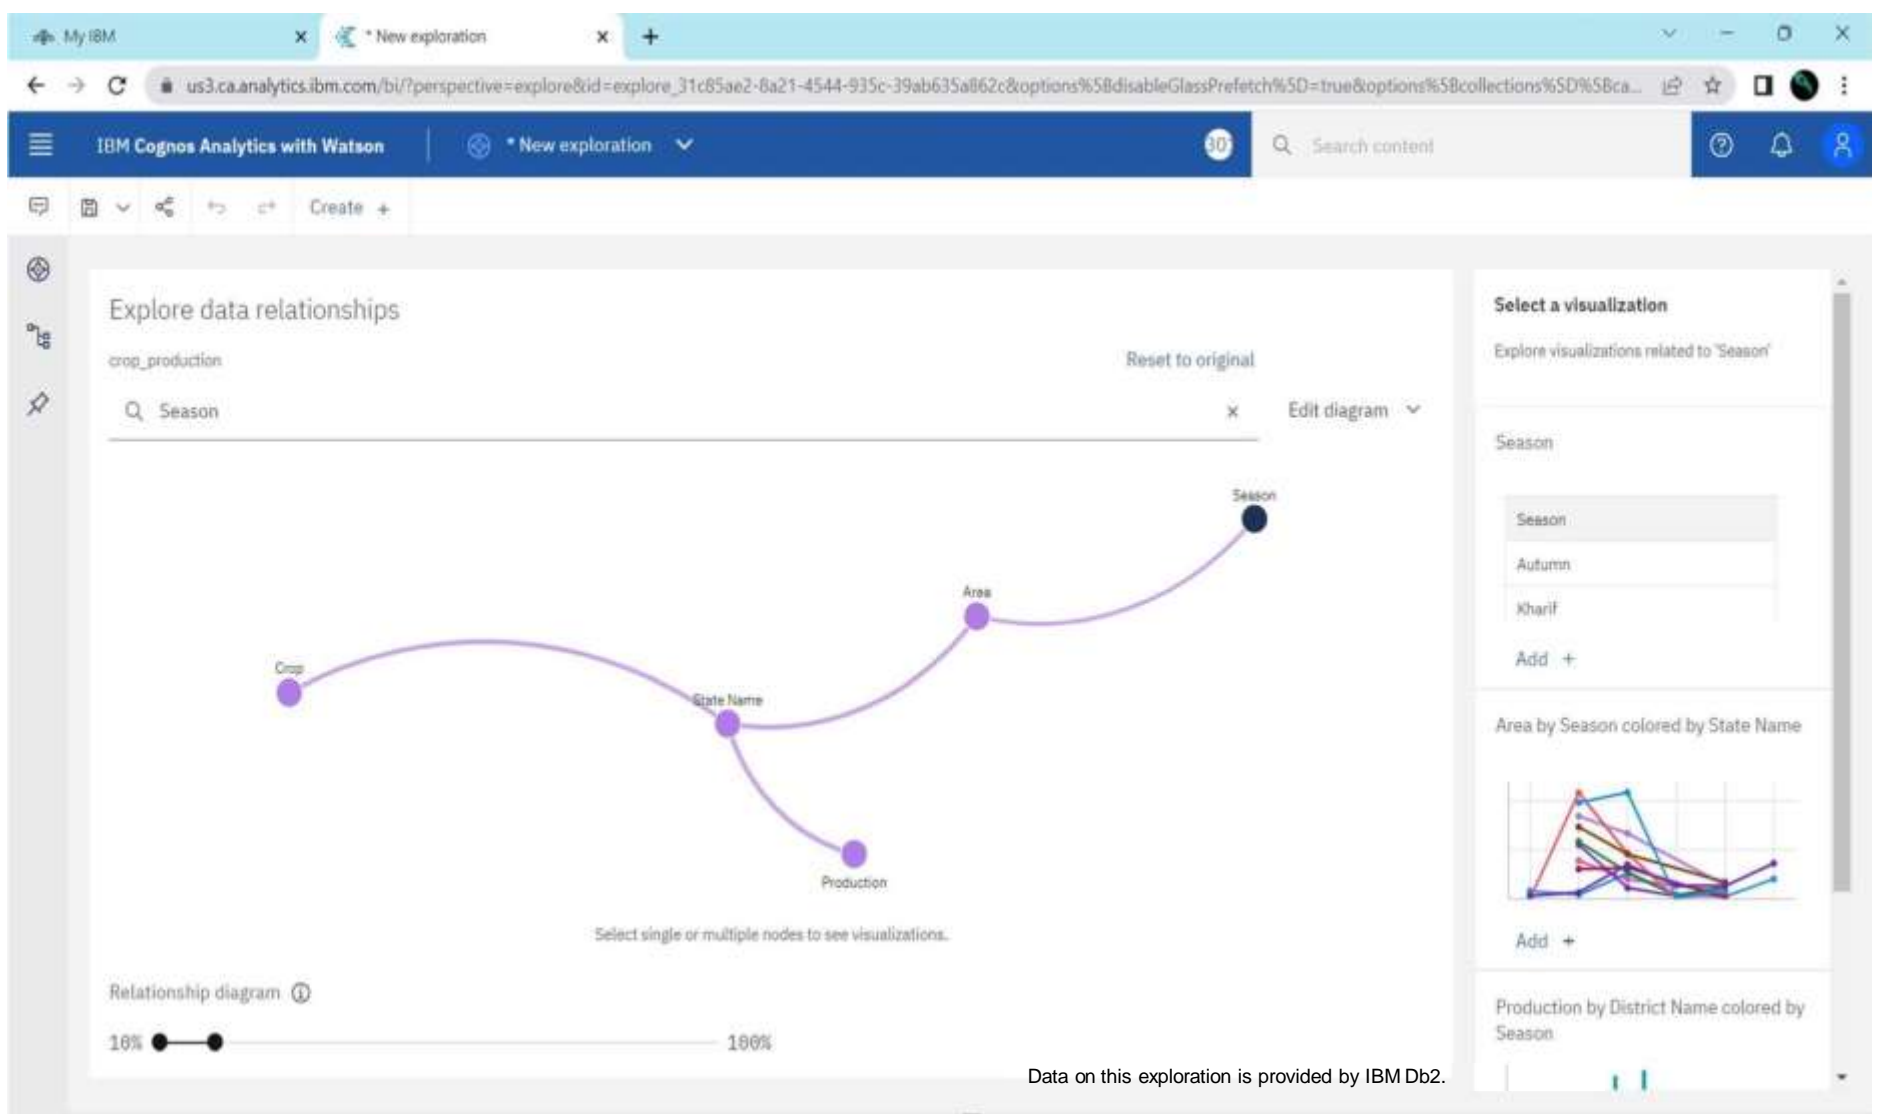 My IBM
* New exploration
us3.ca.analytics.ibm.com/bi/?perspective=explore&id=explore_31c85ae2-8a21-4544-935c-39ab635a862c&options%5BdisableGlassPrefetch%5D=true&options%5Bcollections%5D%5Bca...
IBM Cognos Analytics with Watson
* New exploration
30
Search content
Create +
Explore data relationships
crop_production
Reset to original
Season
Edit diagram
Season
Area
Crop
State Name
Production
Select single or multiple nodes to see visualizations.
Relationship diagram
10%
100%
Data on this exploration is provided by IBM Db2.
Select a visualization
Explore visualizations related to 'Season'
Season
Season
Autumn
Kharif
Add +
Area by Season colored by State Name
Add +
Production by District Name colored by
Season